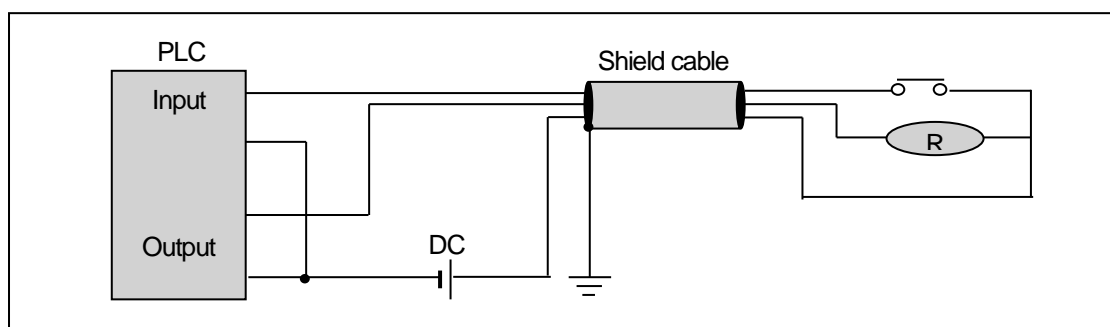 PLC
Shield cable
Input
R
Output
DC